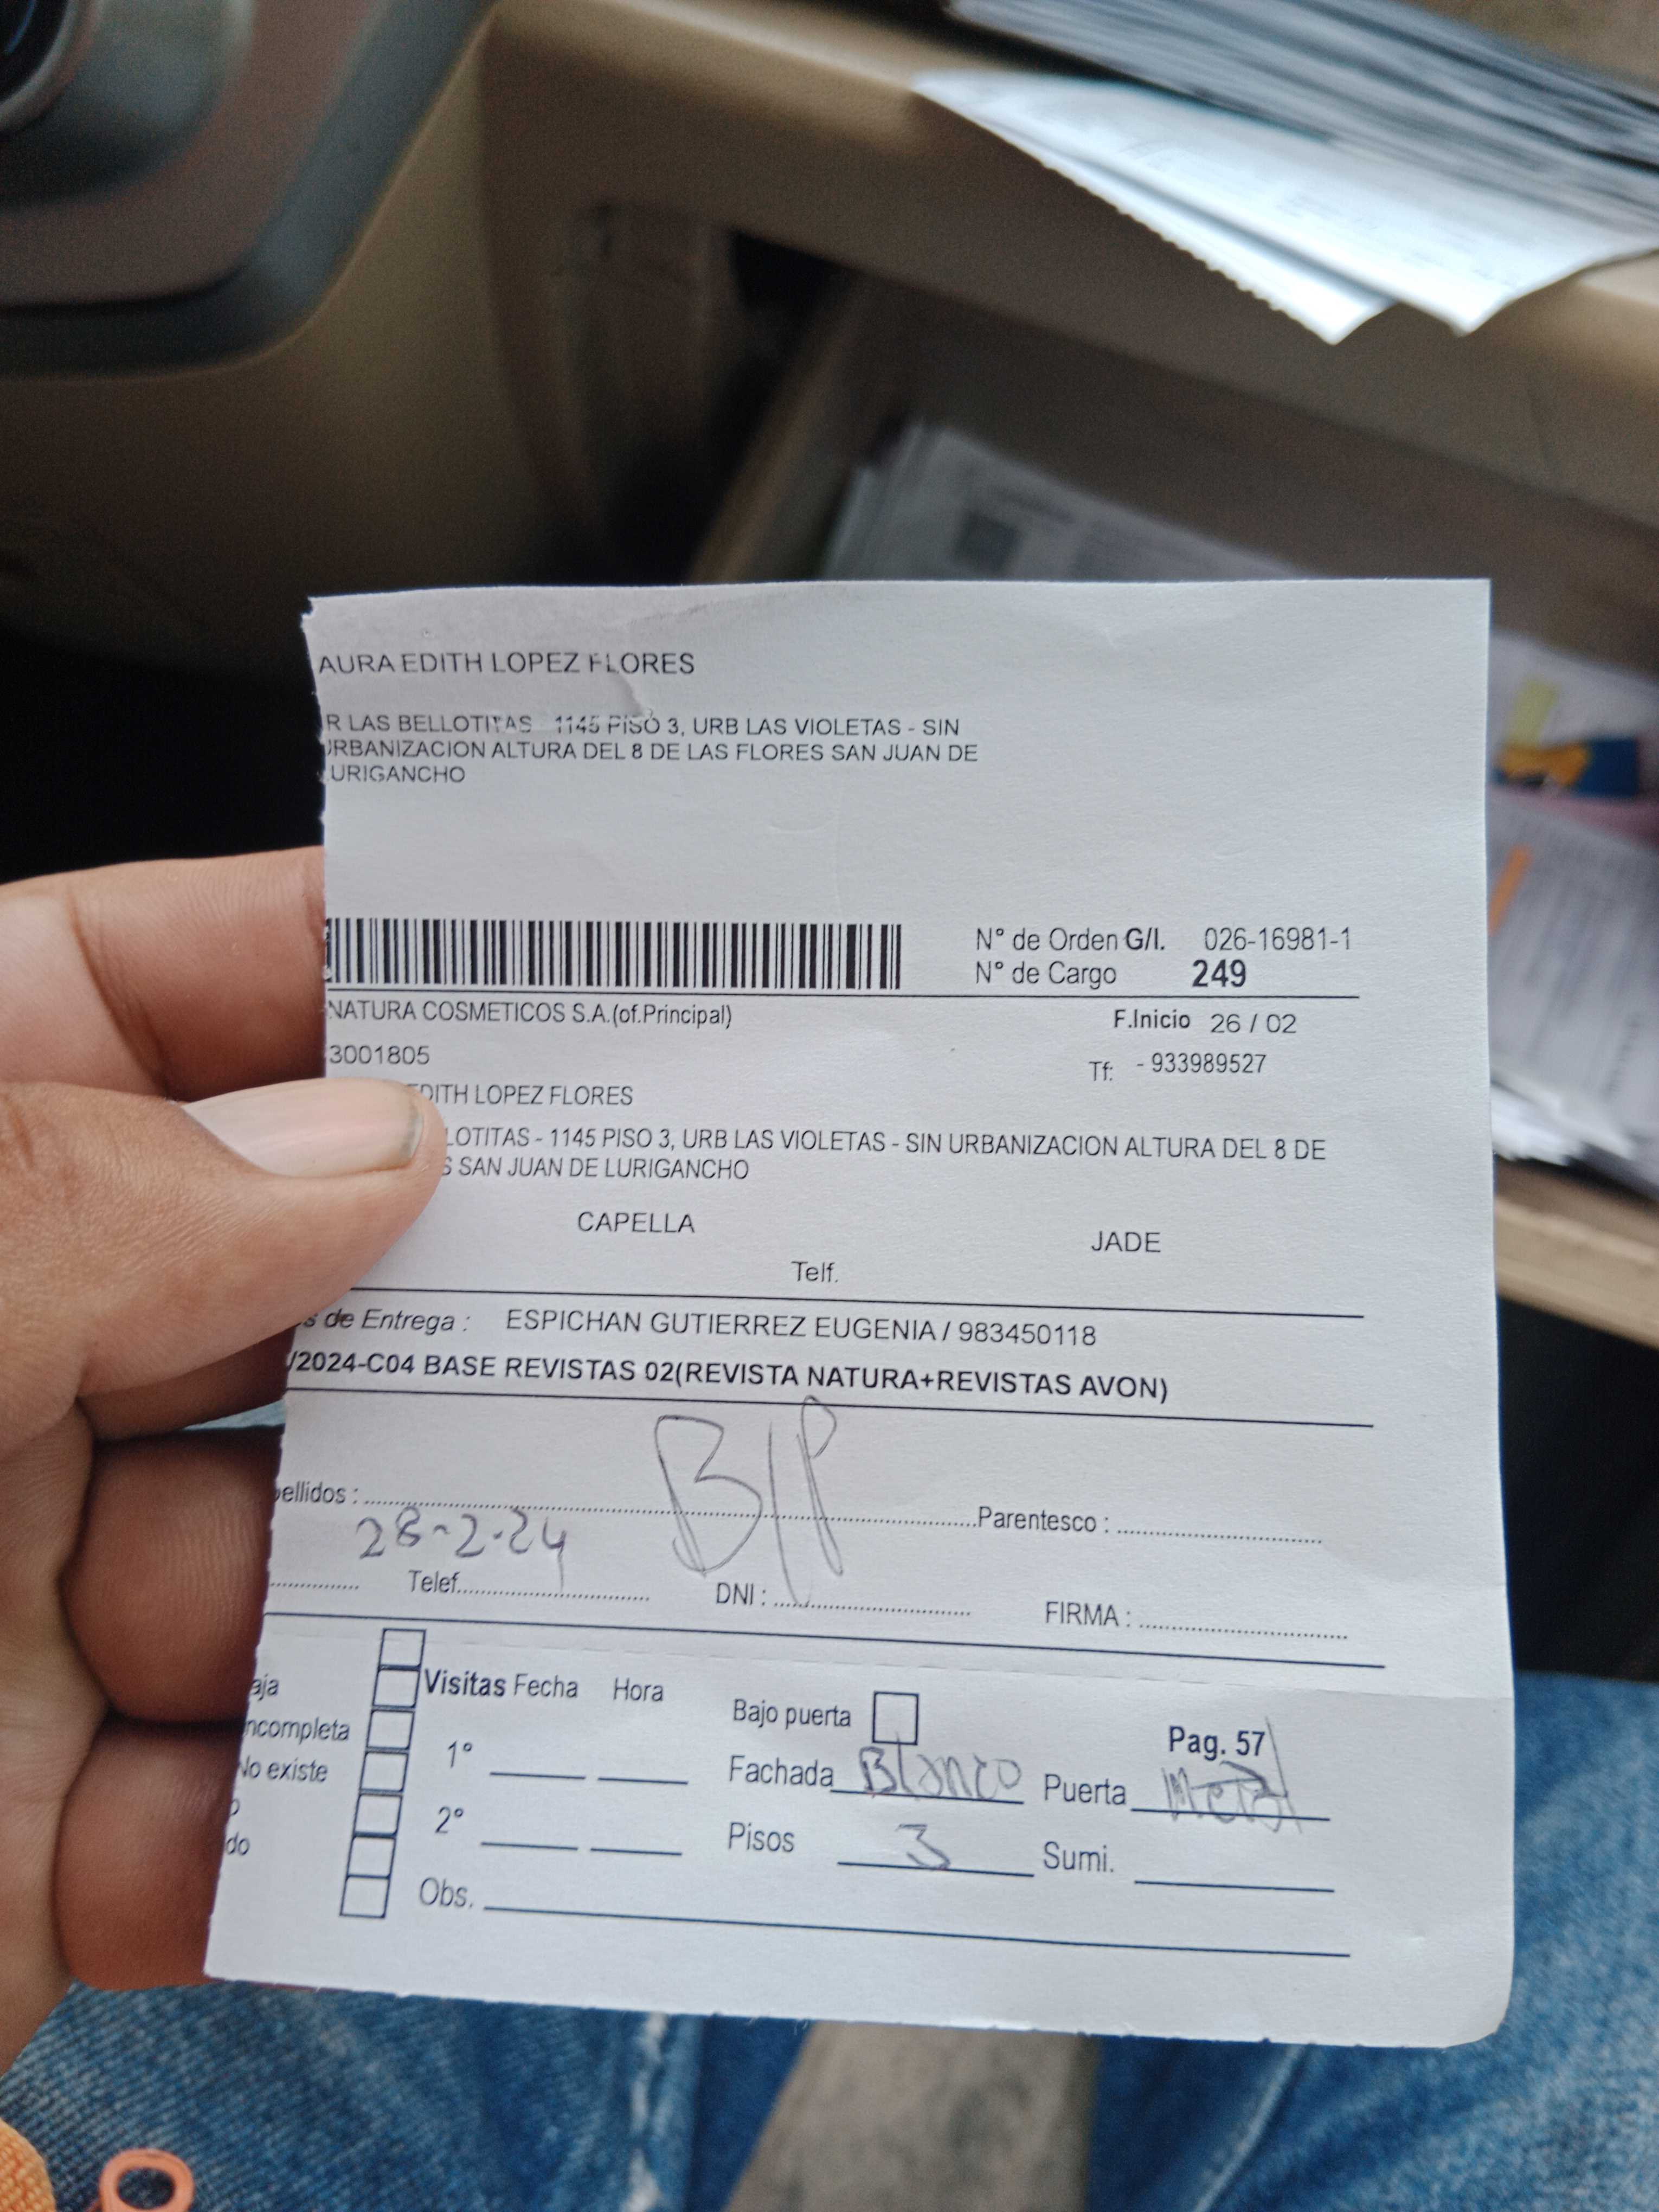 AURA EDITH LOPEZ FLORES
R LAS BELLOTITAS - 1145 PISO 3, URB LAS VIOLETAS - SIN
URBANIZACION ALTURA DEL 8 DE LAS FLORES SAN JUAN DE
LURIGANCHO
N° de Orden G/I. 026-16981-1
N° de Cargo 249
NATURA COSMETICOS S.A.(of.Principal) F.Inicio 26 / 02
3001805 Tf: - 933989527
EDITH LOPEZ FLORES
LOTITAS - 1145 PISO 3, URB LAS VIOLETAS - SIN URBANIZACION ALTURA DEL 8 DE
S SAN JUAN DE LURIGANCHO
CAPELLA JADE
Telf.
s de Entrega : ESPICHAN GUTIERREZ EUGENIA / 983450118
/2024-C04 BASE REVISTAS 02(REVISTA NATURA+REVISTAS AVON)
B/P
pellidos : Parentesco :
28-2-24
Telef. DNI : FIRMA :
Visitas Fecha Hora Bajo puerta Pag. 57
aja
ncompleta 1° Fachada Blanco Puerta Metal
No existe
o 2° Pisos 3 Sumi.
do
Obs.